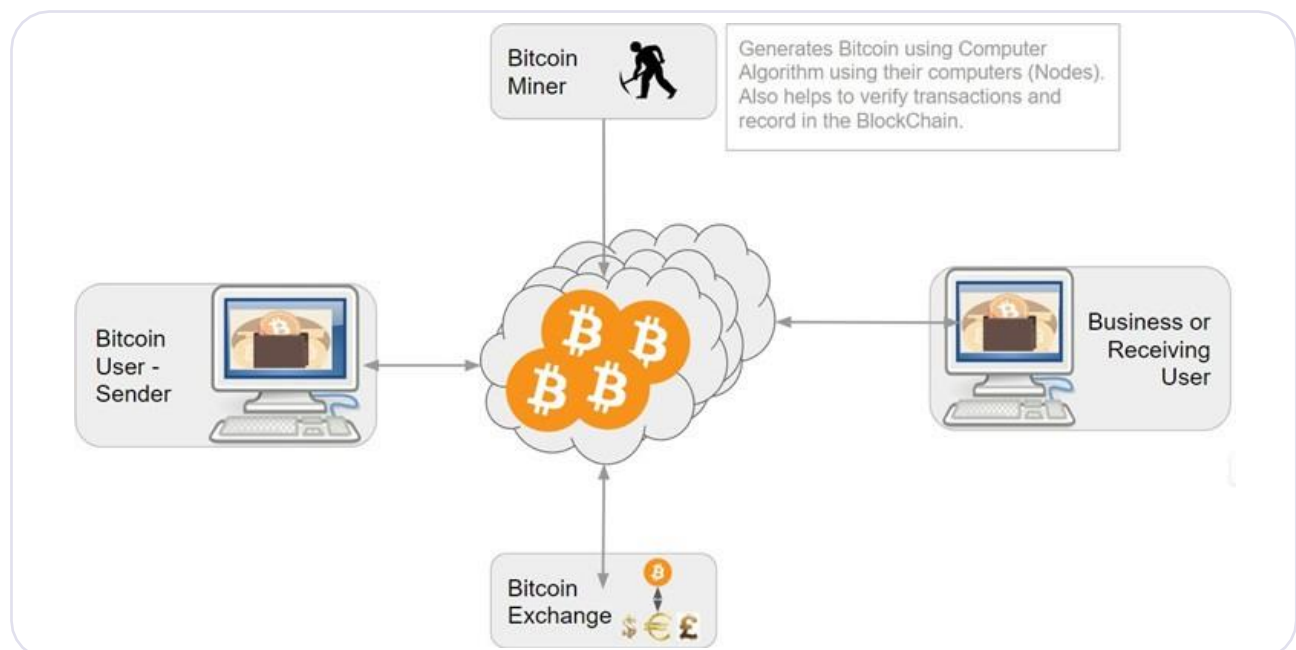 Bitcoin
Miner
Generates Bitcoin using Computer
Algorithm using their computers (Nodes).
Also helps to verify transactions and
record in the BlockChain.
Bitcoin
User -
Sender
Business or
Receiving
User
Bitcoin
Exchange
$ € £